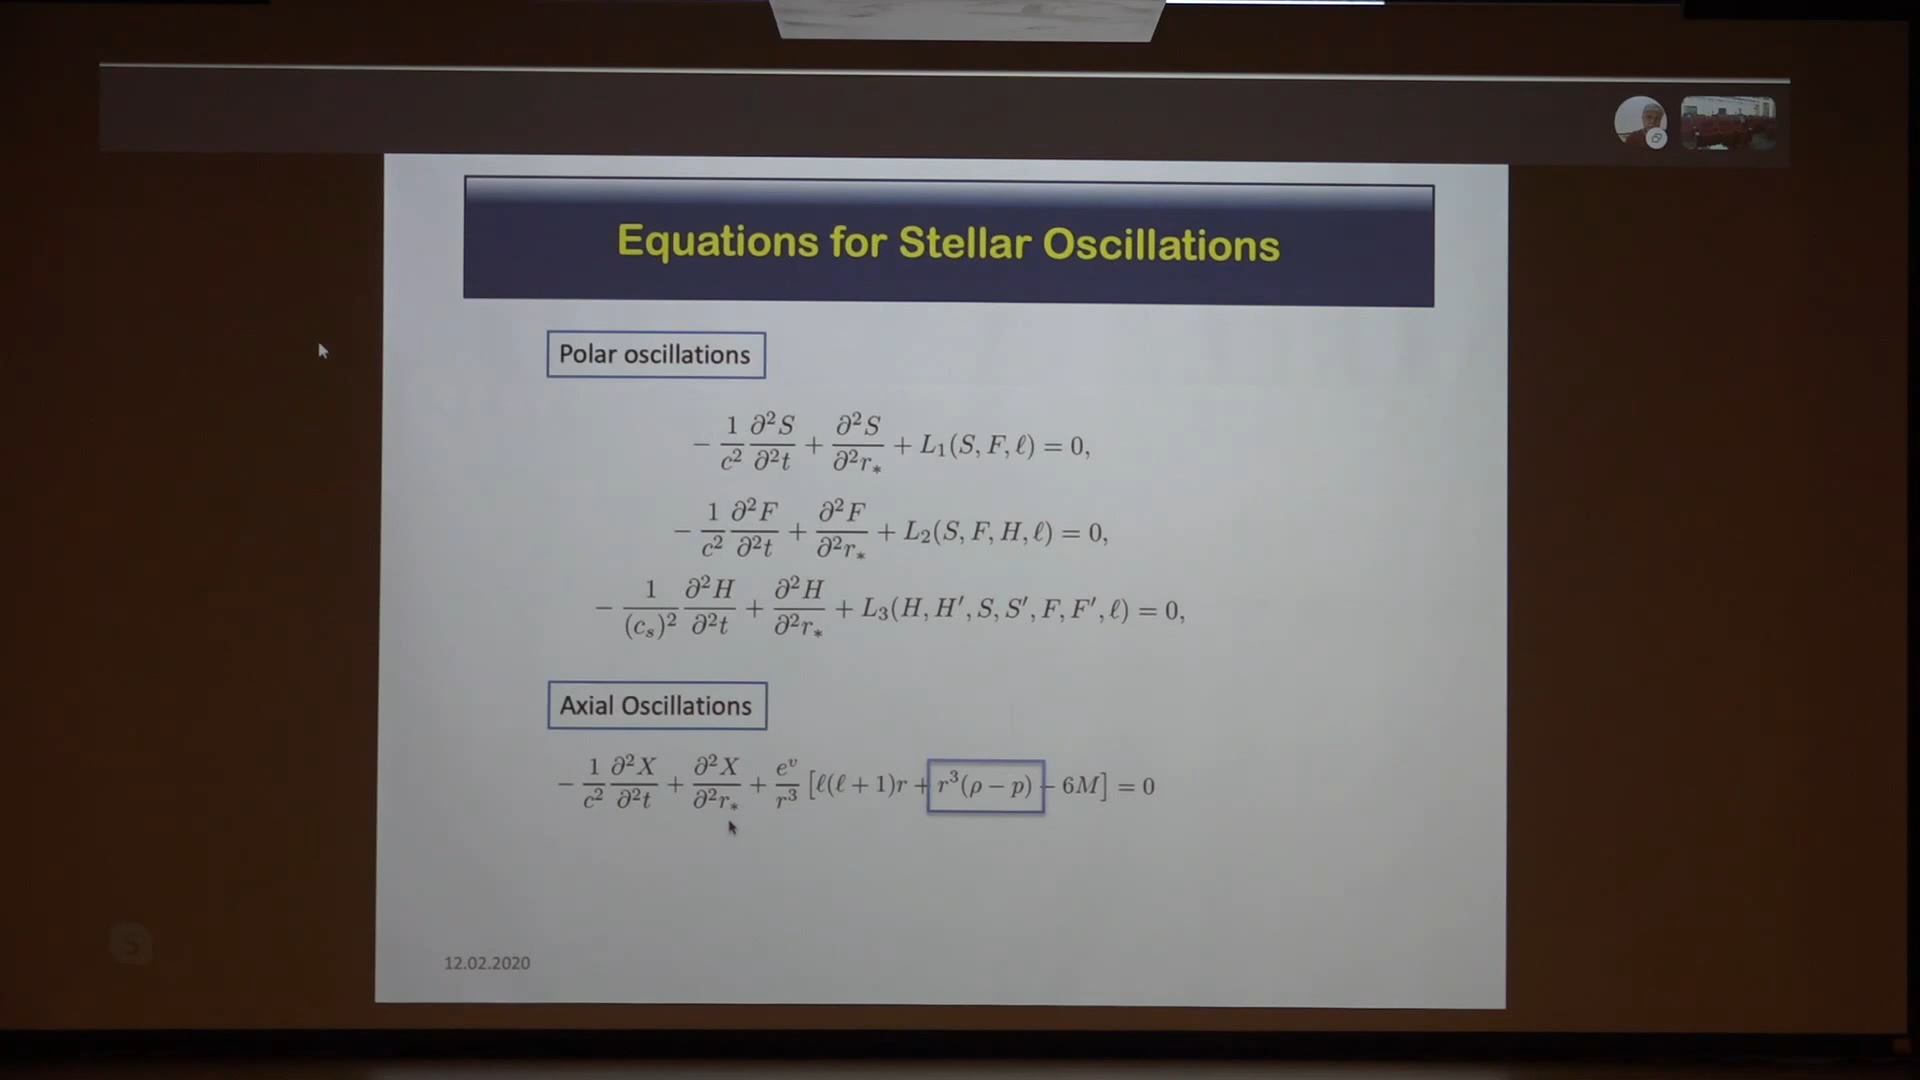 Equations for Stellar Oscillations
Polar oscillations
$-\frac{1}{c^2}\frac{\partial^2 S}{\partial^2 t}+\frac{\partial^2 S}{\partial^2 r_*}+L_1(S,F,\ell)=0,$
$-\frac{1}{c^2}\frac{\partial^2 F}{\partial^2 t}+\frac{\partial^2 F}{\partial^2 r_*}+L_2(S,F,H,\ell)=0,$
$-\frac{1}{(c_s)^2}\frac{\partial^2 H}{\partial^2 t}+\frac{\partial^2 H}{\partial^2 r_*}+L_3(H,H',S,S',F,F',\ell)=0,$
Axial Oscillations
$-\frac{1}{c^2}\frac{\partial^2 X}{\partial^2 t}+\frac{\partial^2 X}{\partial^2 r_*}+\frac{e^v}{r^3}[\ell(\ell+1)r+r^3(\rho-p)-6M]=0$
12.02.2020
S